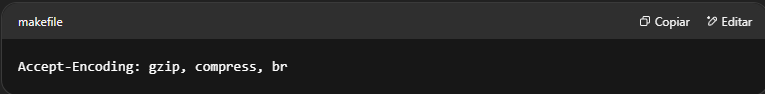 makefile
Copiar
Editar
Accept-Encoding: gzip, compress, br